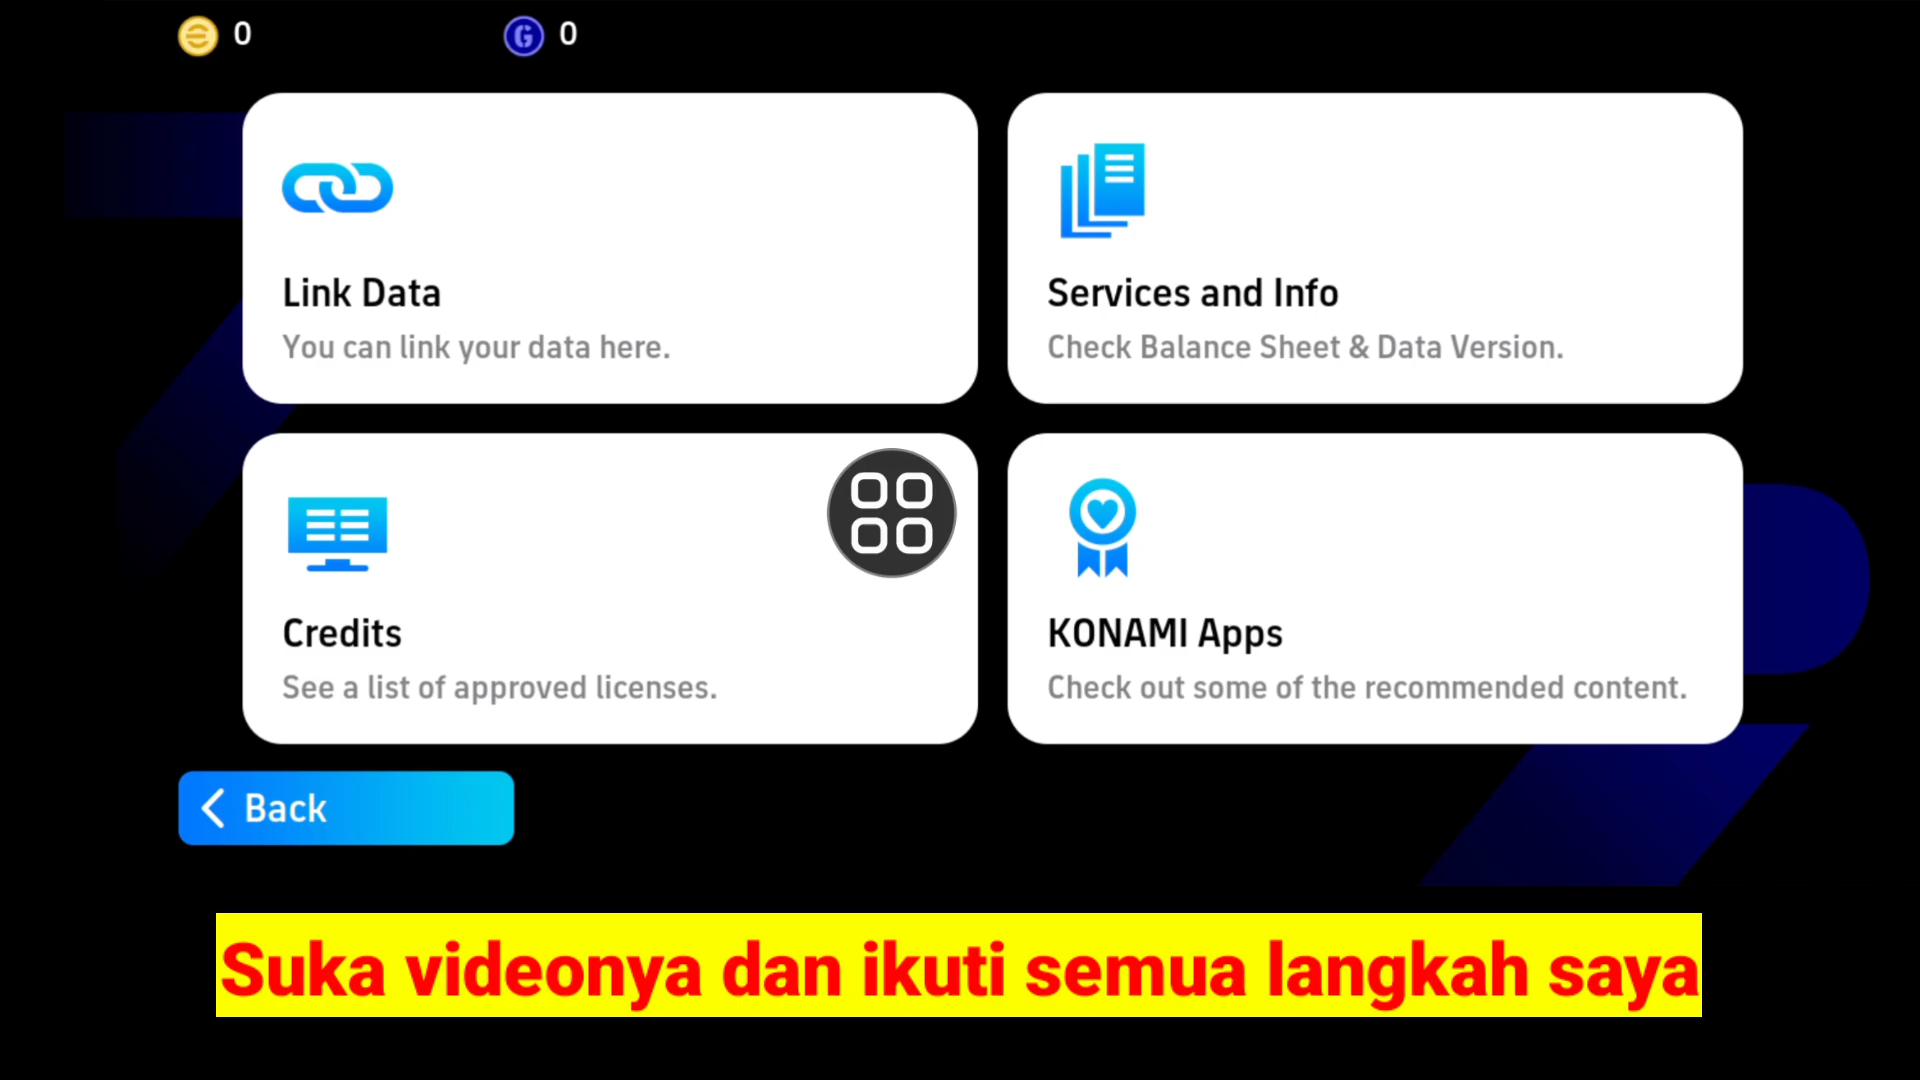 0
0
Link Data
You can link your data here.
Services and Info
Check Balance Sheet & Data Version.
Credits
See a list of approved licenses.
KONAMI Apps
Check out some of the recommended content.
Back
Suka videonya dan ikuti semua langkah saya